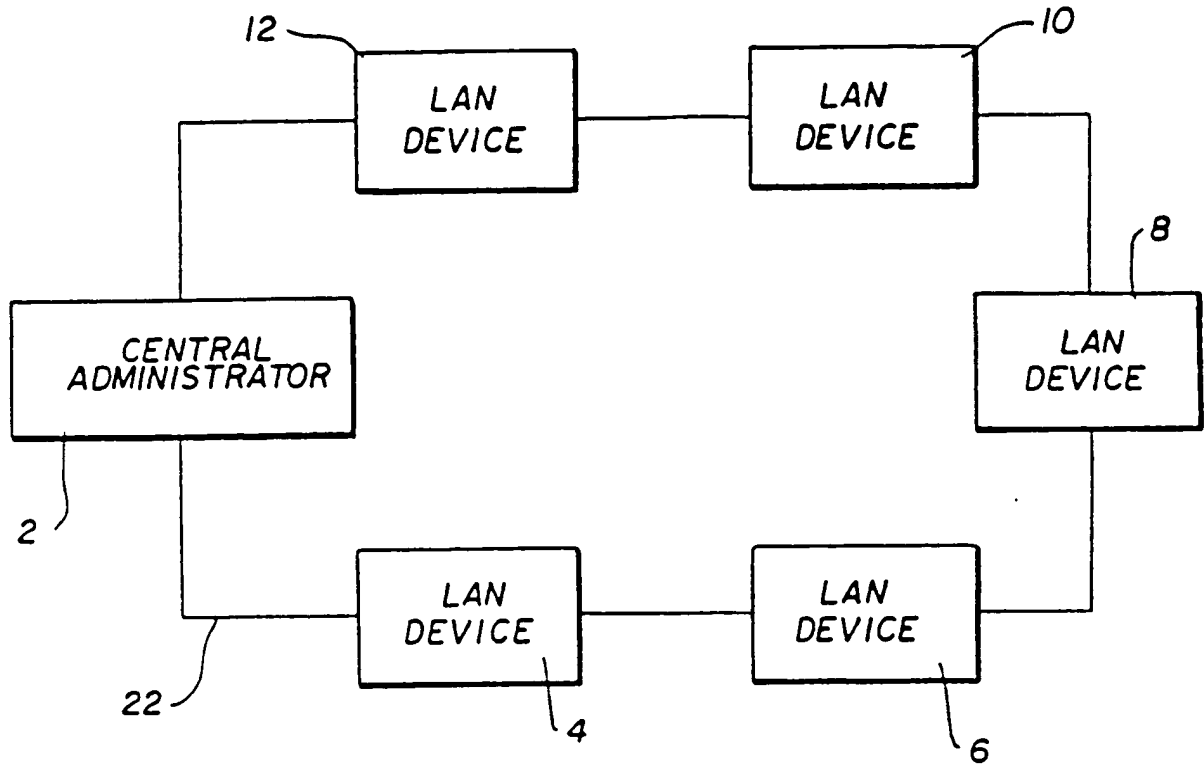 12
10
LAN
DEVICE
LAN
DEVICE
8
CENTRAL
ADMINISTRATOR
LAN
DEVICE
2
LAN
DEVICE
LAN
DEVICE
22
4
6